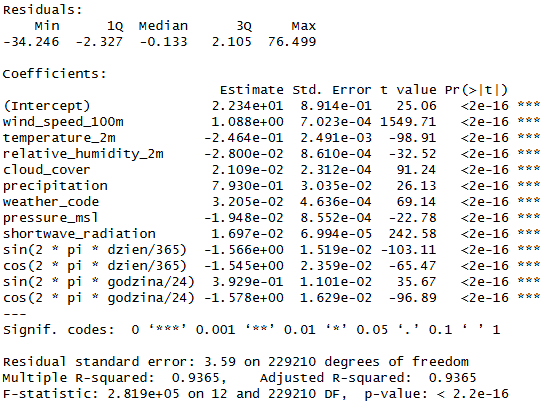 Residuals:
    Min      1Q  Median      3Q     Max
-34.246  -2.327  -0.133   2.105  76.499

Coefficients:
                          Estimate Std. Error t value Pr(>|t|)
(Intercept)              2.234e+01  8.914e-01   25.06   <2e-16 ***
wind_speed_100m          1.088e+00  7.023e-04 1549.71   <2e-16 ***
temperature_2m          -2.464e-01  2.491e-03  -98.91   <2e-16 ***
relative_humidity_2m    -2.800e-02  8.610e-04  -32.52   <2e-16 ***
cloud_cover              2.109e-02  2.312e-04   91.24   <2e-16 ***
precipitation            7.930e-01  3.035e-02   26.13   <2e-16 ***
weather_code             3.205e-02  4.636e-04   69.14   <2e-16 ***
pressure_msl            -1.948e-02  8.552e-04  -22.78   <2e-16 ***
shortwave_radiation      1.697e-02  6.994e-05  242.58   <2e-16 ***
sin(2 * pi * dzien/365) -1.566e+00  1.519e-02 -103.11   <2e-16 ***
cos(2 * pi * dzien/365) -1.545e+00  2.359e-02  -65.47   <2e-16 ***
sin(2 * pi * godzina/24) 3.929e-01  1.101e-02   35.67   <2e-16 ***
cos(2 * pi * godzina/24) -1.578e+00  1.629e-02  -96.89   <2e-16 ***
---
Signif. codes:  0 ‘***’ 0.001 ‘**’ 0.01 ‘*’ 0.05 ‘.’ 0.1 ‘ ’ 1

Residual standard error: 3.59 on 229210 degrees of freedom
Multiple R-squared:  0.9365,    Adjusted R-squared:  0.9365
F-statistic: 2.819e+05 on 12 and 229210 DF,  p-value: < 2.2e-16